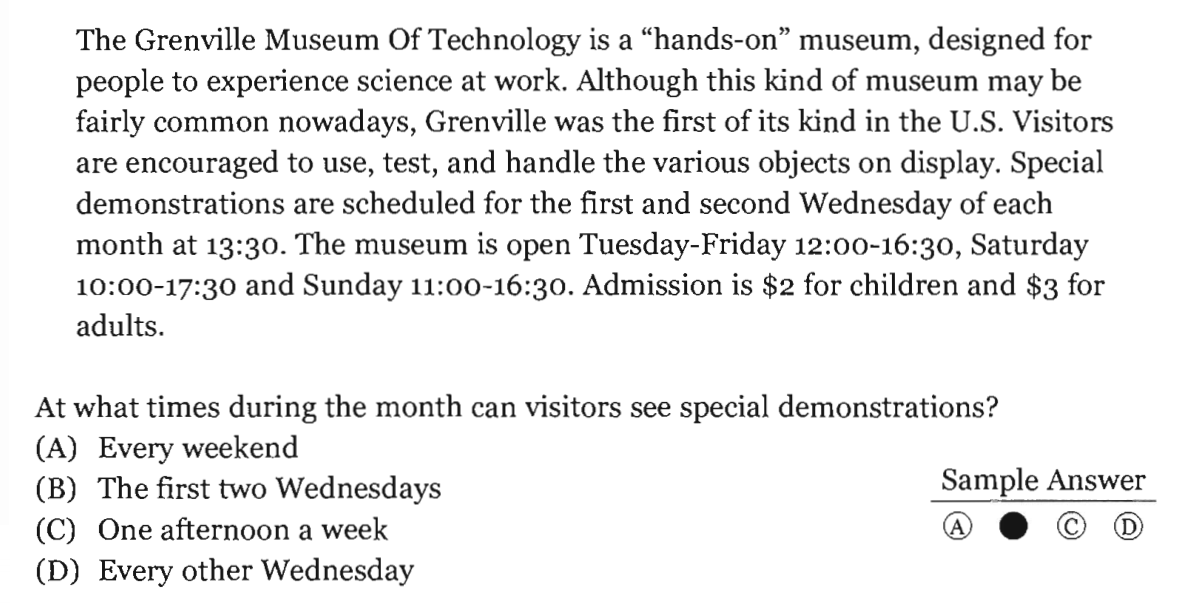 The Grenville Museum Of Technology is a “hands-on” museum, designed for
people to experience science at work. Although this kind of museum may be
fairly common nowadays, Grenville was the first of its kind in the U.S. Visitors
are encouraged to use, test, and handle the various objects on display. Special
demonstrations are scheduled for the first and second Wednesday of each
month at 13:30. The museum is open Tuesday-Friday 12:00-16:30, Saturday
10:00-17:30 and Sunday 11:00-16:30. Admission is $2 for children and $3 for
adults.
At what times during the month can visitors see special demonstrations?
(A) Every weekend
(B) The first two Wednesdays
(C) One afternoon a week
(D) Every other Wednesday
Sample Answer
Ⓐ ● Ⓒ Ⓓ